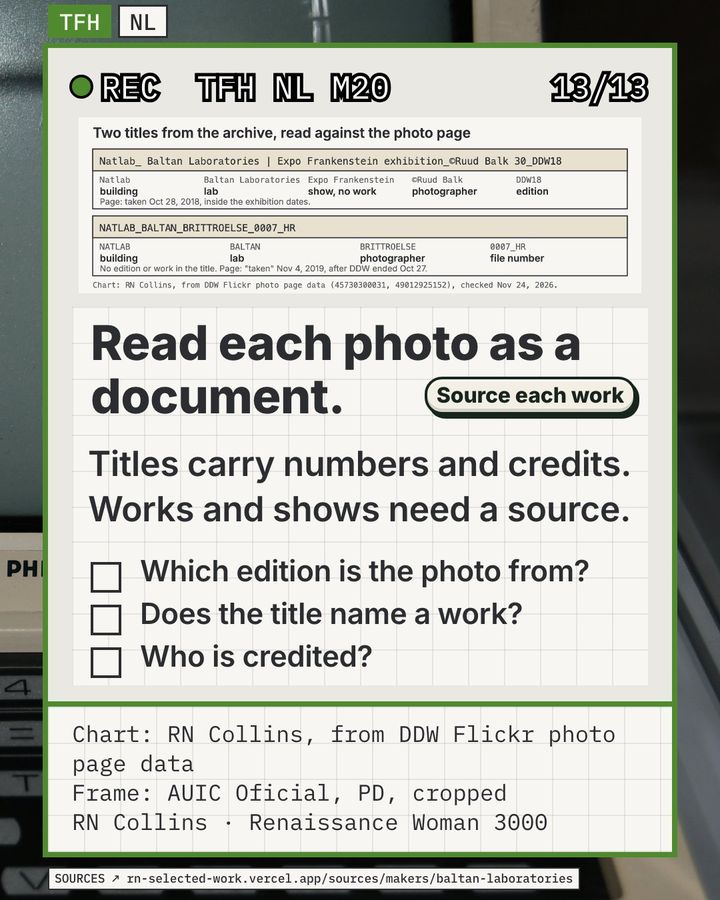 TFH NL
REC TFH NL M20 13/13
Two titles from the archive, read against the photo page
Natlab_ Baltan Laboratories | Expo Frankenstein exhibition_©Ruud Balk 30_DDW18
Natlab Baltan Laboratories Expo Frankenstein ©Ruud Balk DDW18
building lab show, no work photographer edition
Page: taken Oct 28, 2018, inside the exhibition dates.
NATLAB_BALTAN_BRITTROELSE_0007_HR
NATLAB BALTAN BRITTROELSE 0007_HR
building lab photographer file number
No edition or work in the title. Page: "taken" Nov 4, 2019, after DDW ended Oct 27.
Chart: RN Collins, from DDW Flickr photo page data (45730300031, 49012925152), checked Nov 24, 2026.
Read each photo as a
document.
Source each work
Titles carry numbers and credits.
Works and shows need a source.
Which edition is the photo from?
Does the title name a work?
Who is credited?
Chart: RN Collins, from DDW Flickr photo
page data
Frame: AUIC Oficial, PD, cropped
RN Collins · Renaissance Woman 3000
SOURCES ↗ rn-selected-work.vercel.app/sources/makers/baltan-laboratories